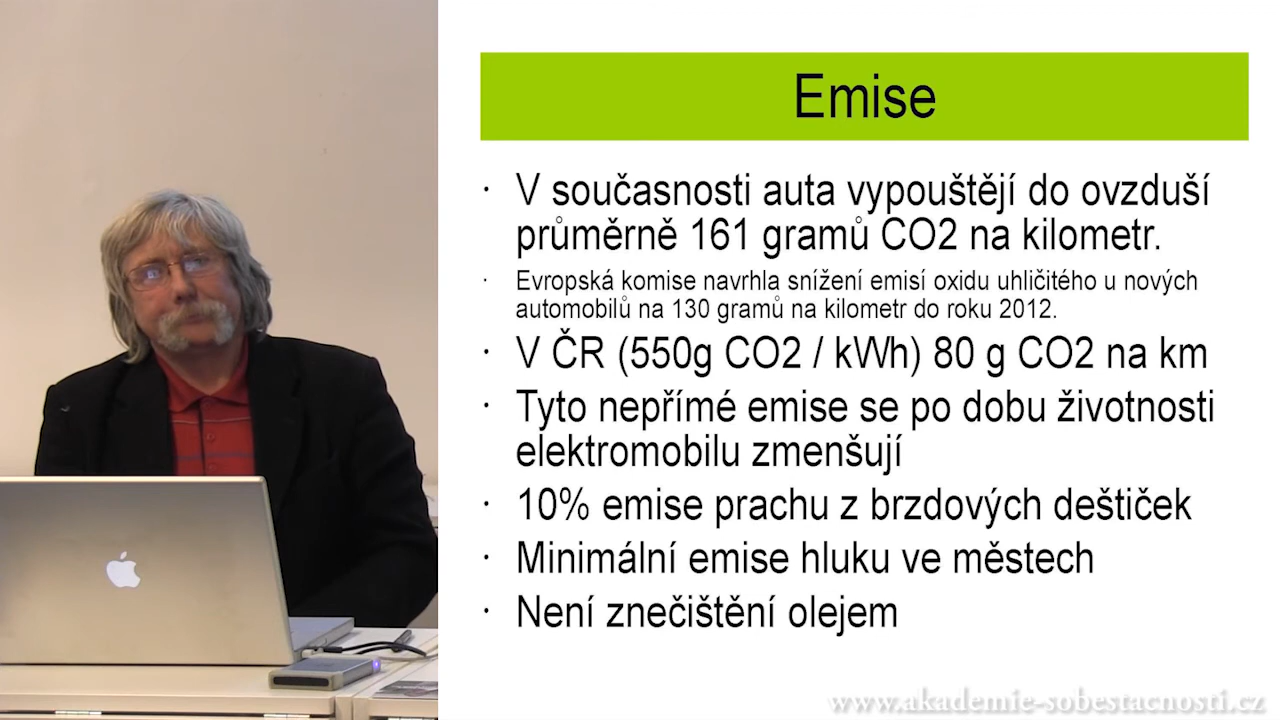 Emise
· V současnosti auta vypouštějí do ovzduší
průměrně 161 gramů CO2 na kilometr.
· Evropská komise navrhla snížení emisí oxidu uhličitého u nových
automobilů na 130 gramů na kilometr do roku 2012.
· V ČR (550g CO2 / kWh) 80 g CO2 na km
· Tyto nepřímé emise se po dobu životnosti
elektromobilu zmenšují
· 10% emise prachu z brzdových deštiček
· Minimální emise hluku ve městech
· Není znečištění olejem
www.akademie-sobestacnosti.cz